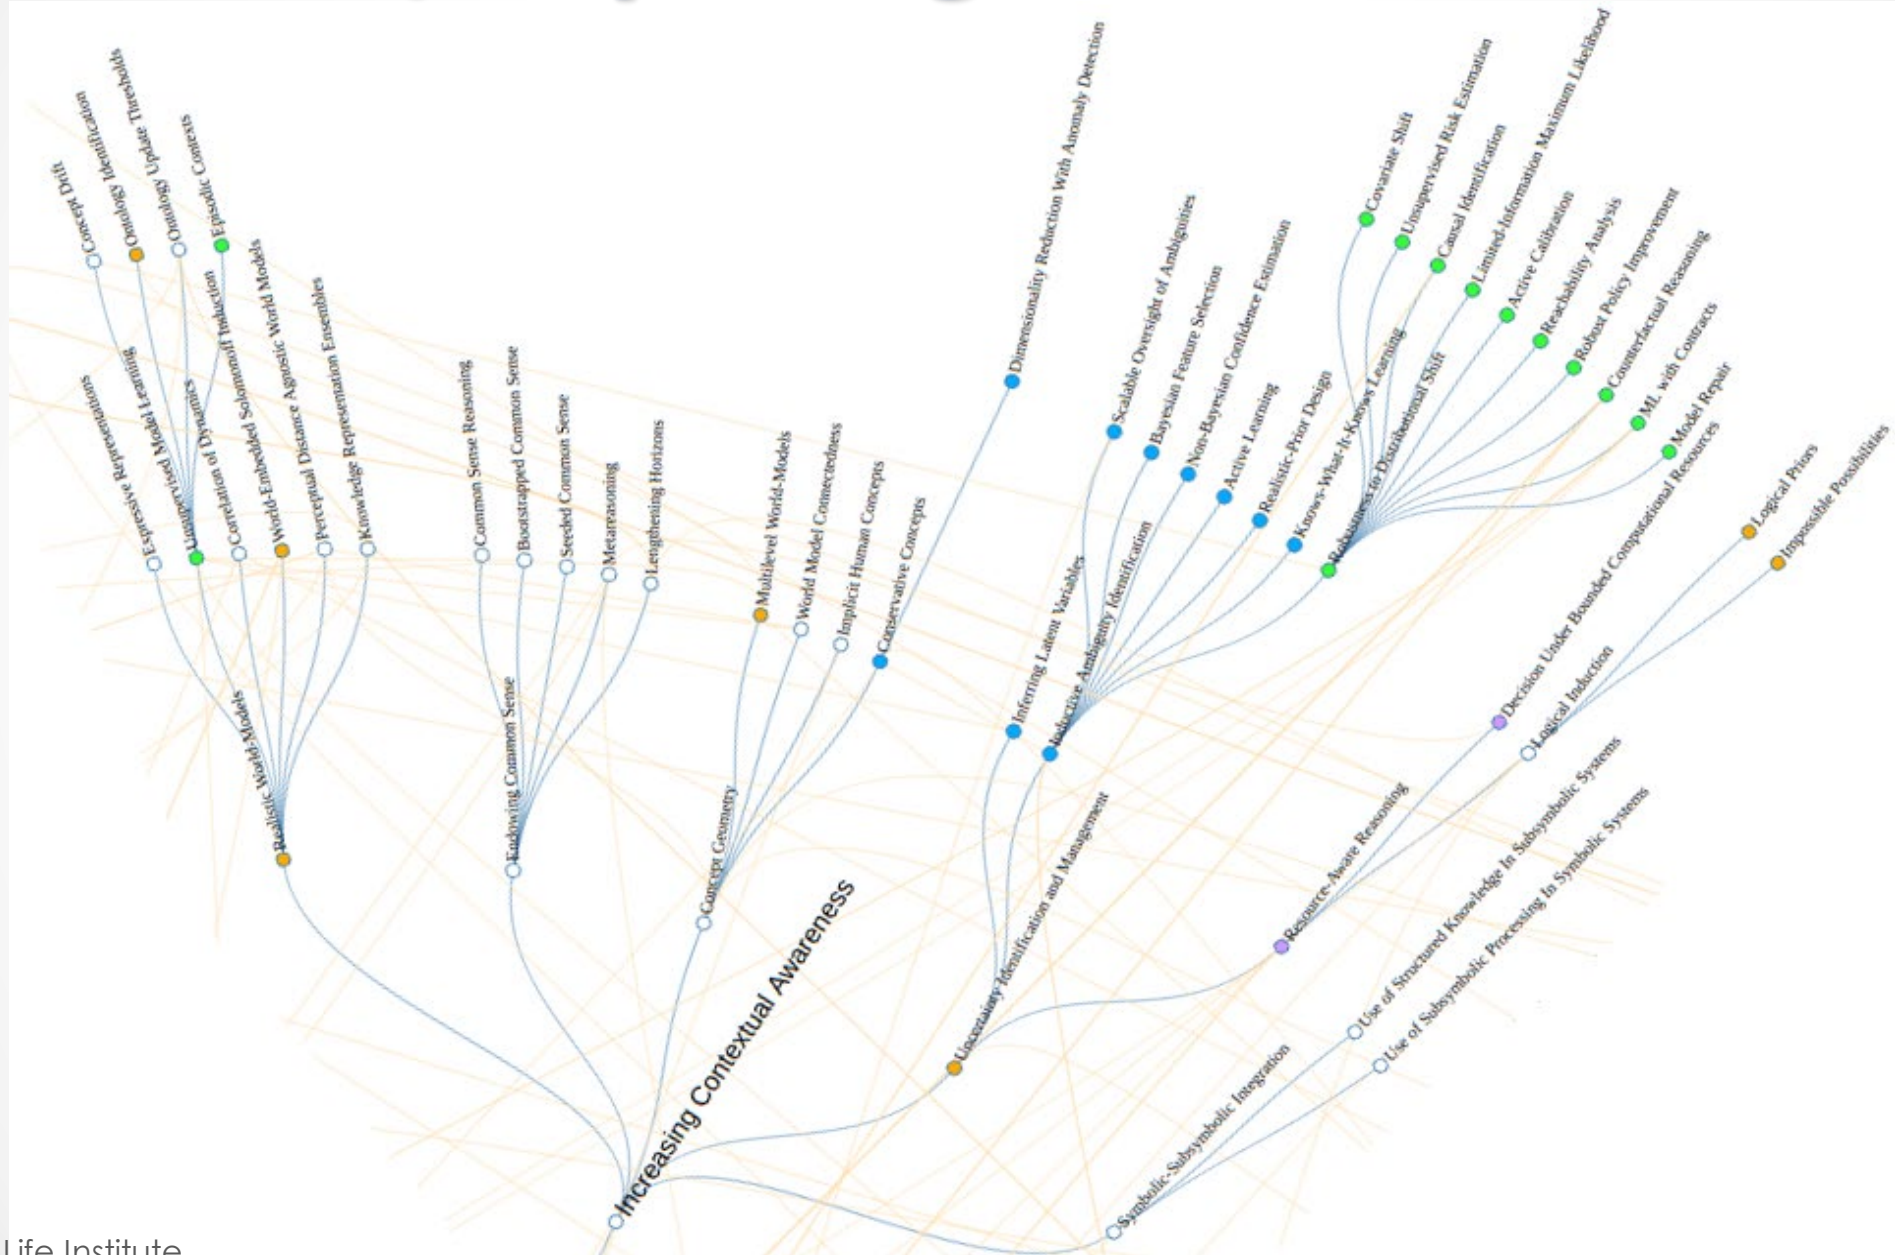 Concept Drift
Ontology Identification
Ontology Update Thresholds
Episodic Contexts
Expressive Representations
Unsupervised Model Learning
Correlation of Dynamics
World-Embedded Solomonoff Induction
Perceptual Distance Agnostic World Models
Knowledge Representation Ensembles
Realistic World-Models
Common Sense Reasoning
Bootstrapped Common Sense
Seeded Common Sense
Metareasoning
Lengthening Horizons
Endowing Common Sense
Multilevel World-Models
World Model Connectedness
Implicit Human Concepts
Conservative Concepts
Dimensionality Reduction With Anomaly Detection
Concept Geometry
Inferring Latent Variables
Inductive Ambiguity Identification
Scalable Oversight of Ambiguities
Bayesian Feature Selection
Non-Bayesian Confidence Estimation
Active Learning
Realistic-Prior Design
Knows-What-It-Knows Learning
Robustness to Distributional Shift
Covariate Shift
Unsupervised Risk Estimation
Causal Identification
Limited-Information Maximum Likelihood
Active Calibration
Reachability Analysis
Robust Policy Improvement
Counterfactual Reasoning
ML with Contracts
Model Repair
Uncertainty Identification and Management
Resource-Aware Reasoning
Decision Under Bounded Computational Resources
Logical Induction
Logical Priors
Impossible Possibilities
Symbolic-Subsymbolic Integration
Use of Structured Knowledge In Subsymbolic Systems
Use of Subsymbolic Processing In Symbolic Systems
Increasing Contextual Awareness
Life Institute